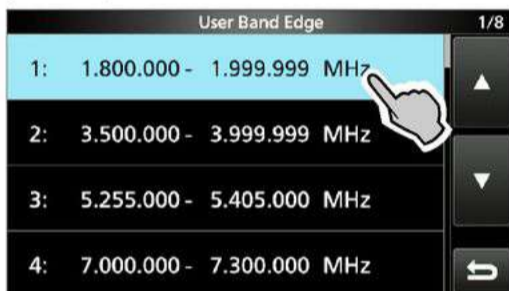 User Band Edge 1/8
1: 1.800.000 - 1.999.999 MHz
2: 3.500.000 - 3.999.999 MHz
3: 5.255.000 - 5.405.000 MHz
4: 7.000.000 - 7.300.000 MHz